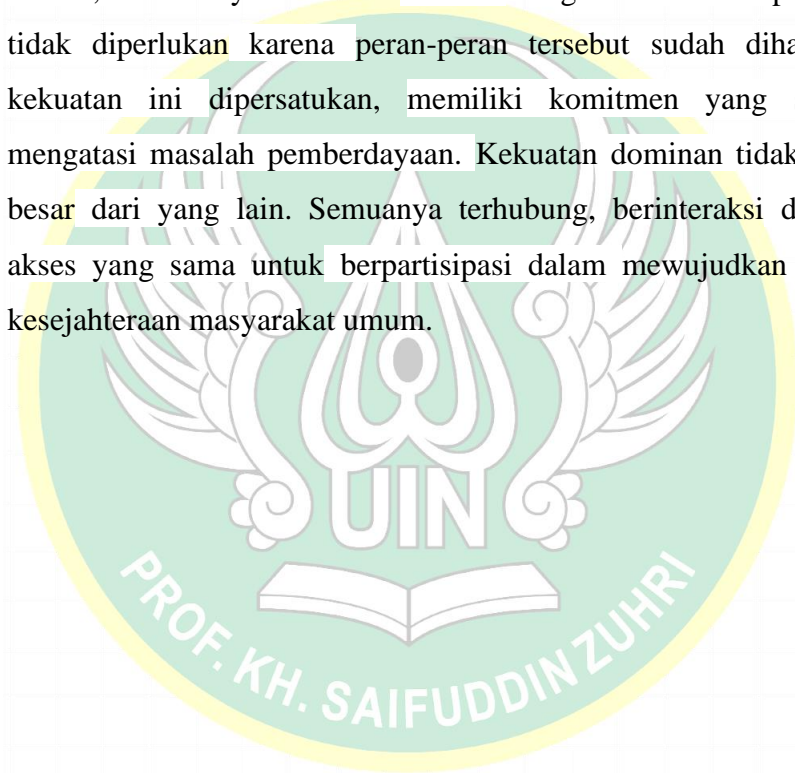 tidak diperlukan karena peran-peran tersebut sudah
kekuatan ini dipersatukan, memiliki komitmen yang
mengatasi masalah pemberdayaan. Kekuatan dominan tidak
besar dari yang lain. Semuanya terhubung, berinteraksi
akses yang sama untuk berpartisipasi dalam mewujudkan
kesejahteraan masyarakat umum.
UIN
PROF. KH. SAIFUDDIN ZUHRI